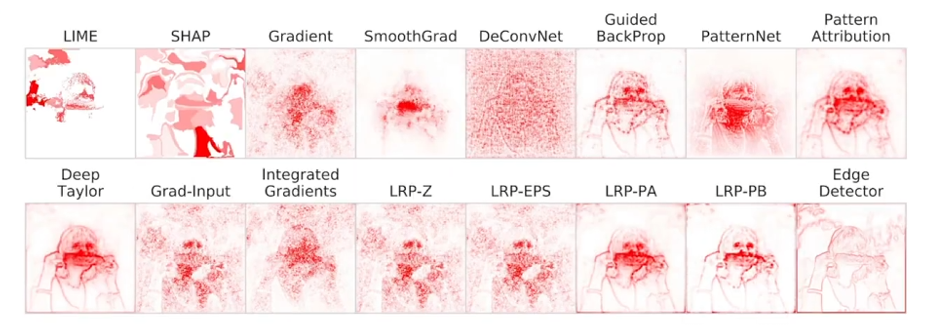 LIME
SHAP
Gradient
SmoothGrad
DeConvNet
Guided
BackProp
PatternNet
Pattern
Attribution
Deep
Taylor
Grad-Input
Integrated
Gradients
LRP-Z
LRP-EPS
LRP-PA
LRP-PB
Edge
Detector